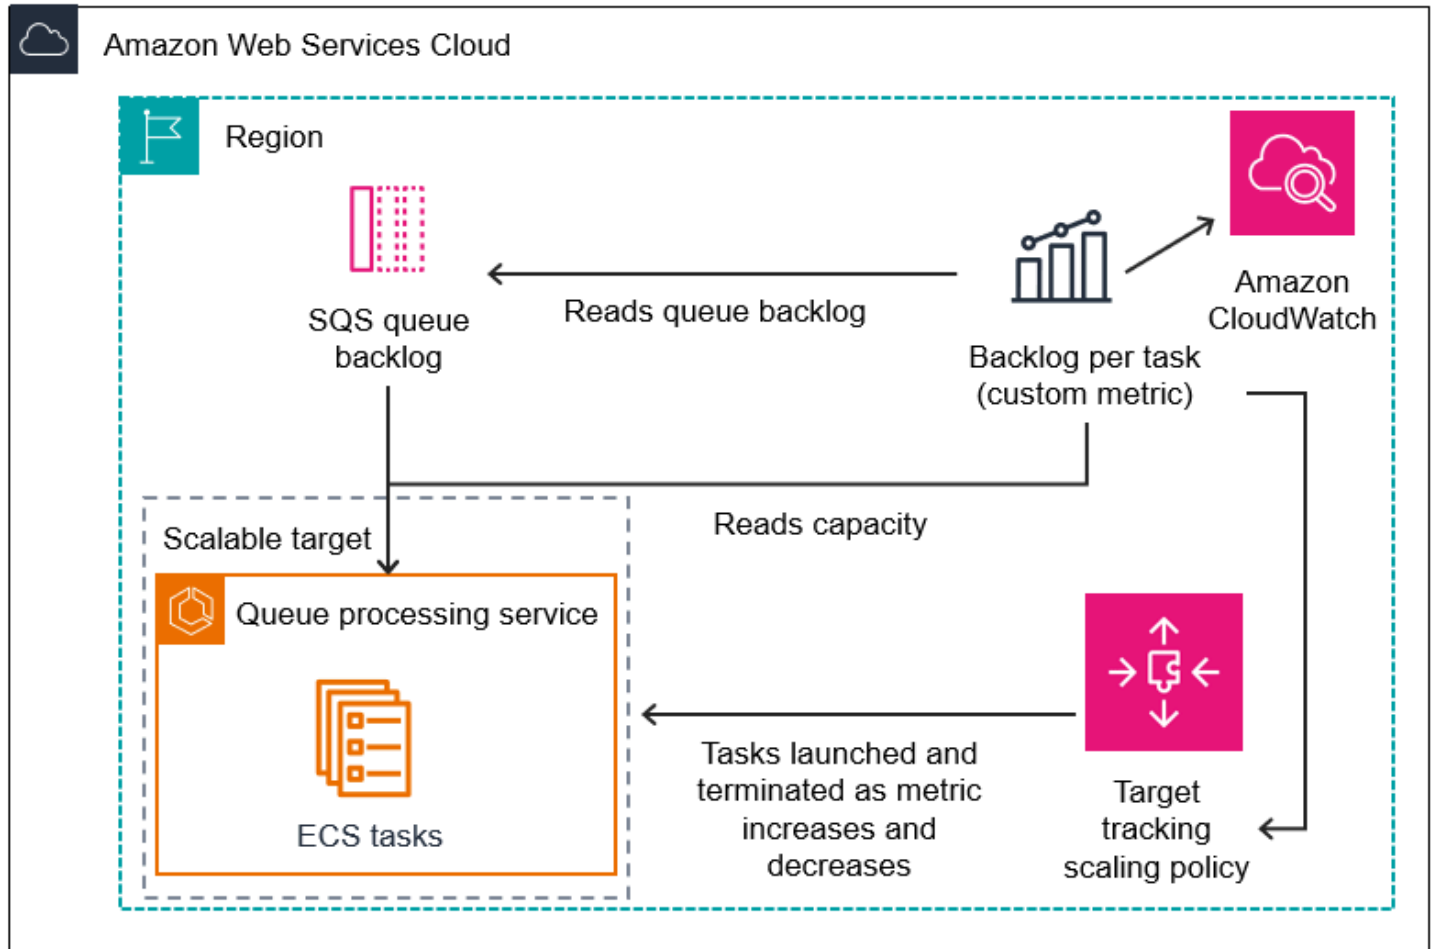 Amazon Web Services Cloud
Region
SQS queue
backlog
Reads queue backlog
Backlog per task
(custom metric)
Amazon
CloudWatch
Reads capacity
Scalable target
Queue processing service
ECS tasks
Tasks launched and
terminated as metric
increases and
decreases
Target
tracking
scaling policy